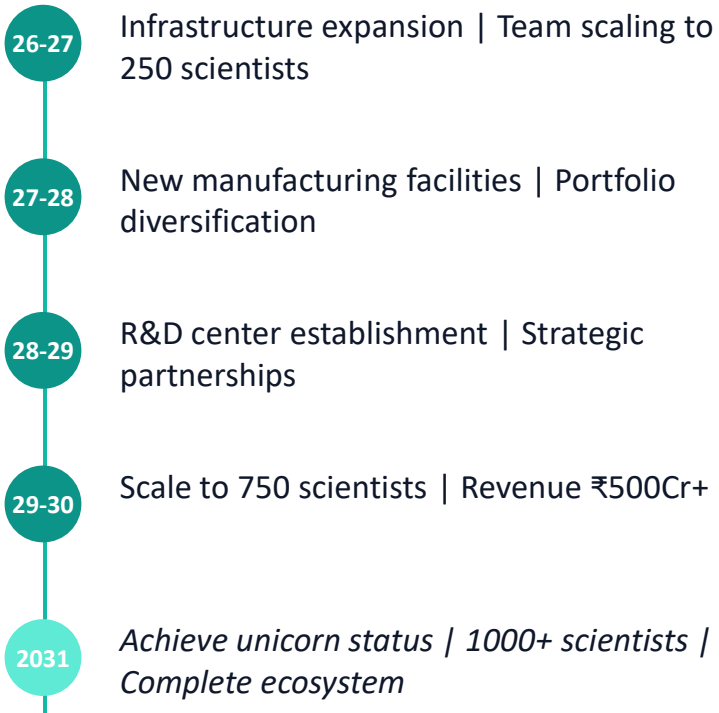 26-27
Infrastructure expansion | Team scaling to
250 scientists
27-28
New manufacturing facilities | Portfolio
diversification
28-29
R&D center establishment | Strategic
partnerships
29-30
Scale to 750 scientists | Revenue ₹500Cr+
2031
Achieve unicorn status | 1000+ scientists |
Complete ecosystem